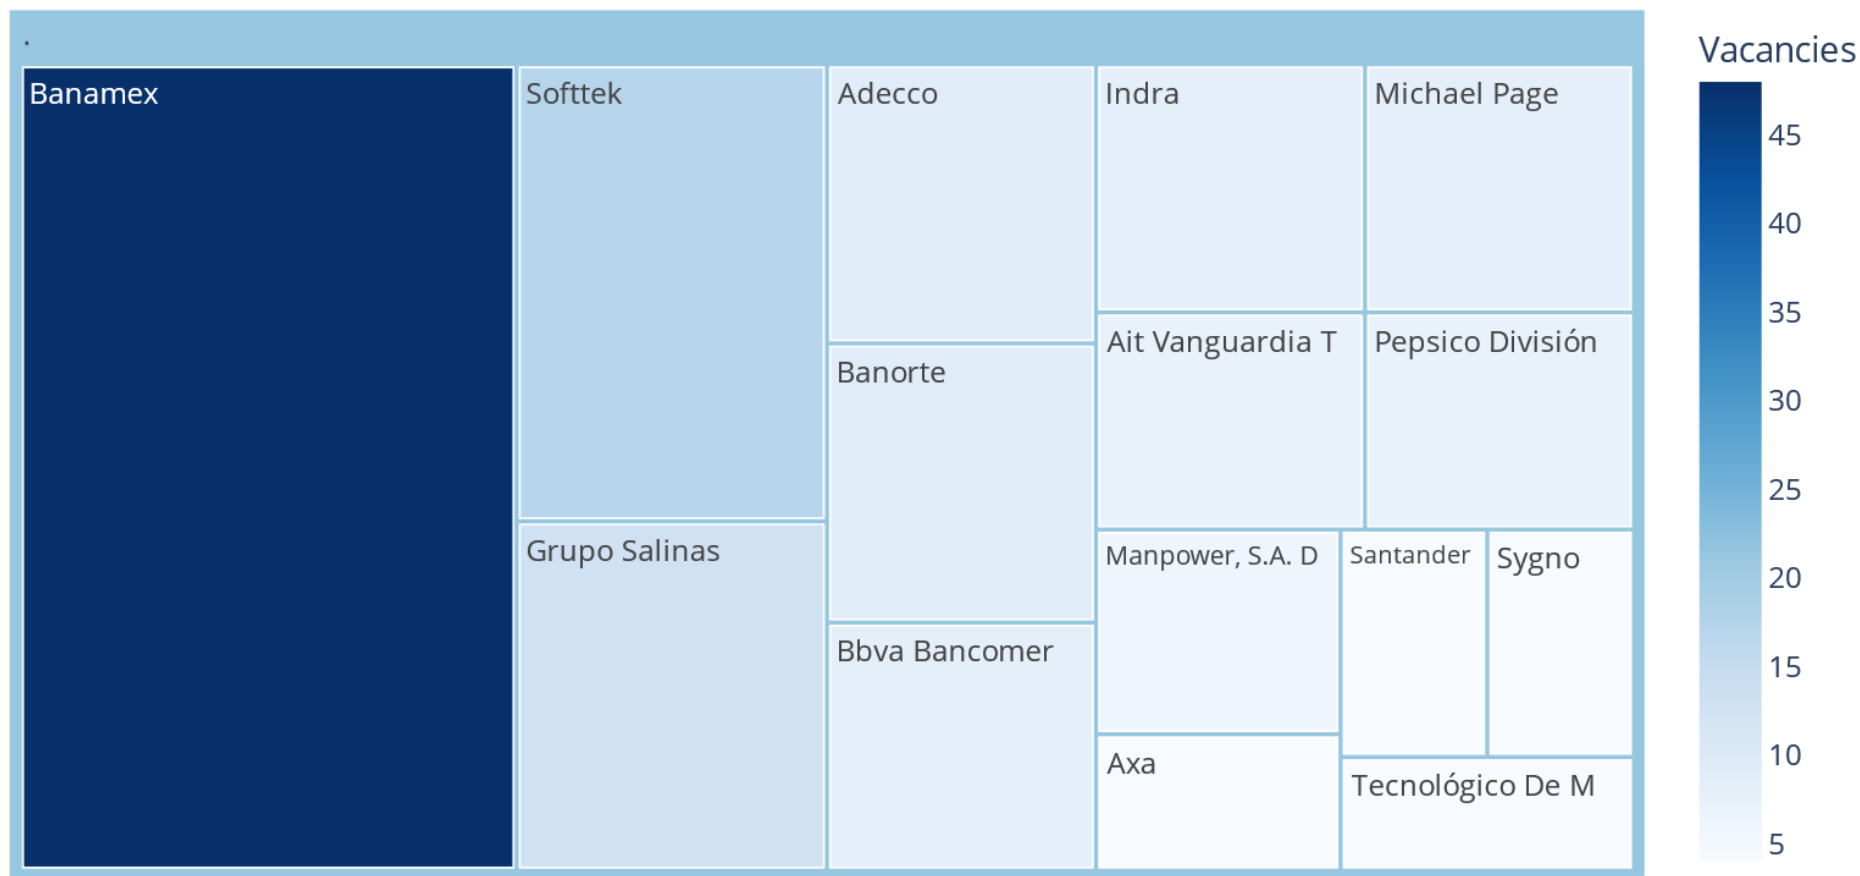 .
Banamex
Softtek
Grupo Salinas
Adecco
Banorte
Bbva Bancomer
Indra
Michael Page
Ait Vanguardia T
Pepsico División
Manpower, S.A. D
Axa
Santander
Sygno
Tecnológico De M
Vacancies
45
40
35
30
25
20
15
10
5